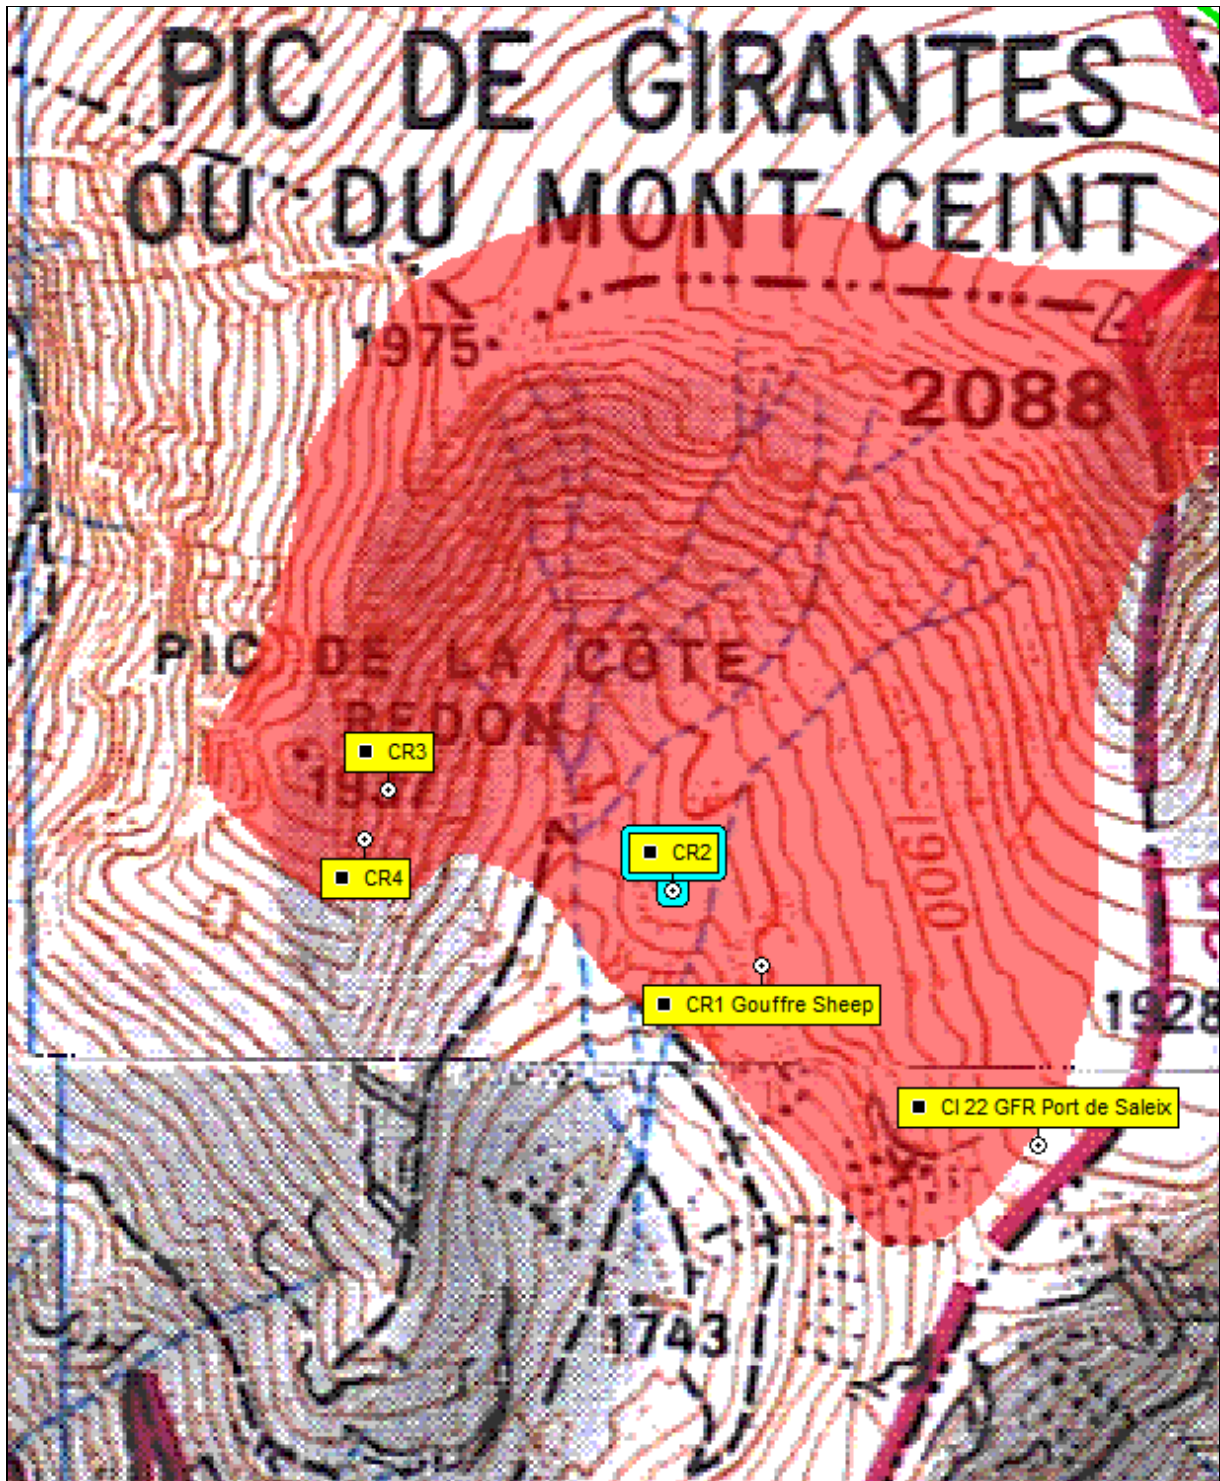 PIC DE GIRANTES
OU DU MONT-CEINT
1975
2088
PIC DE LA CÔTE
REDON
CR3
CR4
CR2
1900
CR1 Gouffre Sheep
1928
CI 22 GFR Port de Saleix
1743